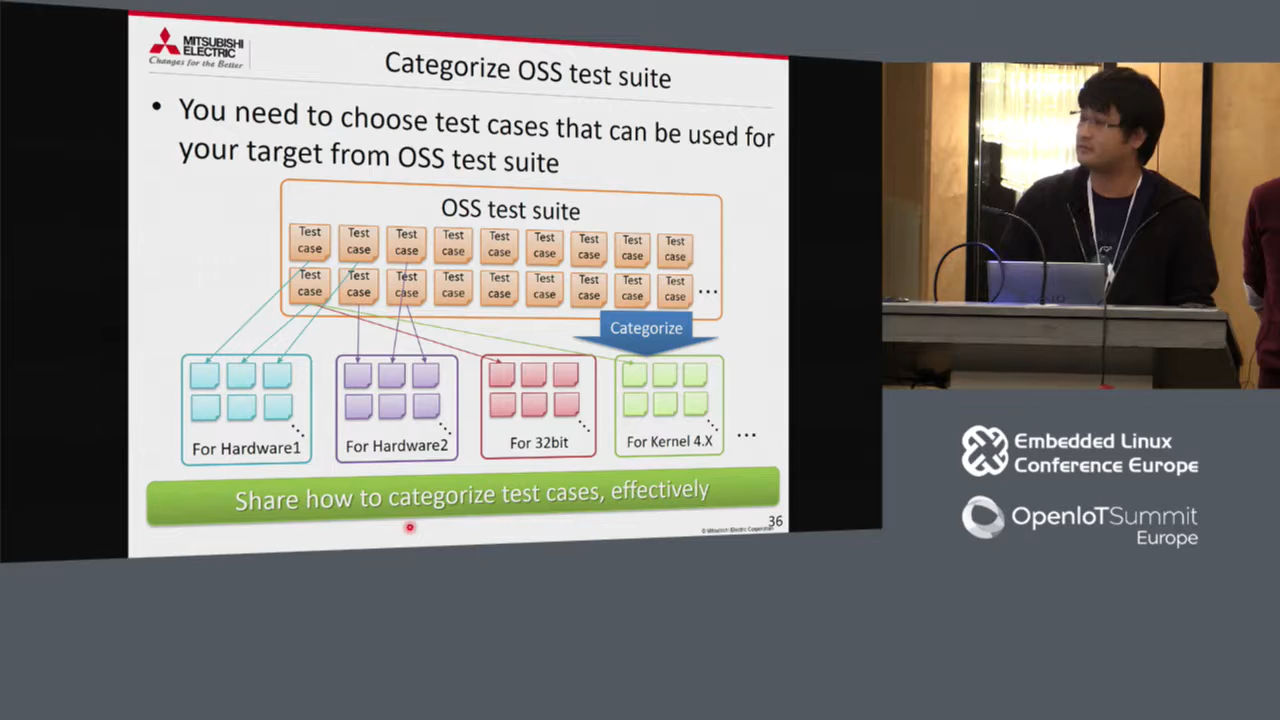 MITSUBISHI
ELECTRIC
Changes for the Better
Categorize OSS test suite
• You need to choose test cases that can be used for
your target from OSS test suite
OSS test suite
Test case Test case Test case Test case Test case Test case Test case Test case Test case
Test case Test case Test case Test case Test case Test case Test case Test case Test case ...
Categorize
For Hardware1
For Hardware2
For 32bit
For Kernel 4.X
...
Share how to categorize test cases, effectively
36
© Mitsubishi Electric Corporation
Embedded Linux
Conference Europe
OpenIoTSummit
Europe